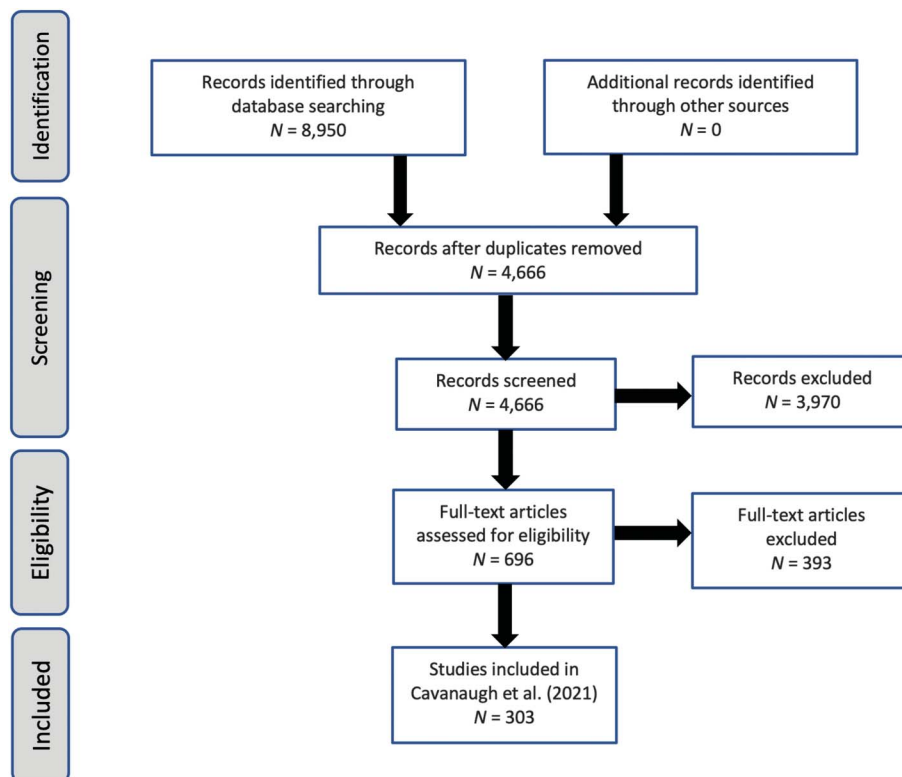 Identification
Records identified through
database searching
N = 8,950
Additional records identified
through other sources
N = 0
Screening
Records after duplicates removed
N = 4,666
Records screened
N = 4,666
Records excluded
N = 3,970
Eligibility
Full-text articles
assessed for eligibility
N = 696
Full-text articles
excluded
N = 393
Included
Studies included in
Cavanaugh et al. (2021)
N = 303